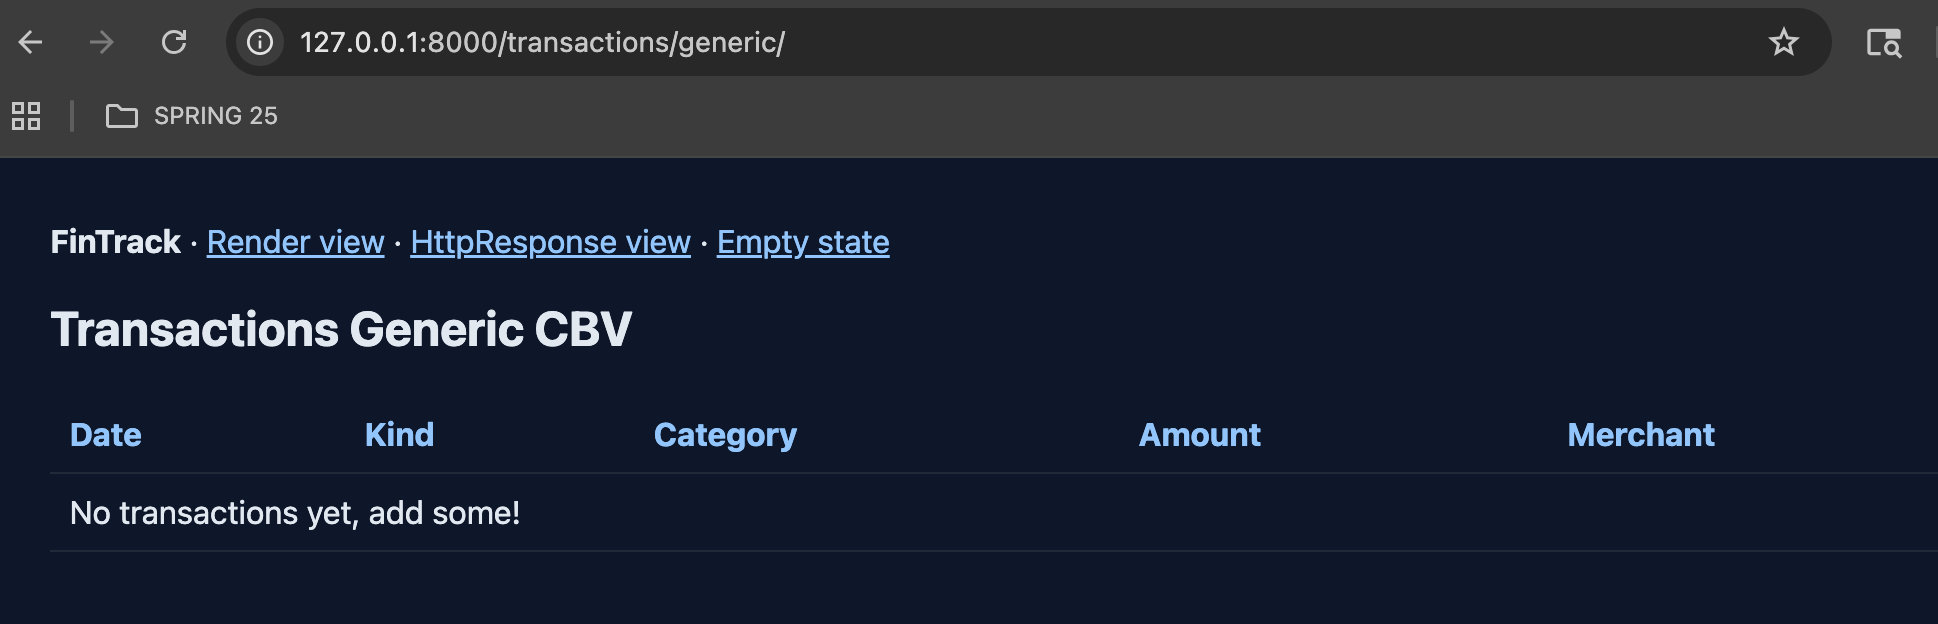 127.0.0.1:8000/transactions/generic/
SPRING 25
FinTrack · Render view · HttpResponse view · Empty state
Transactions Generic CBV
Date Kind Category Amount Merchant
No transactions yet, add some!